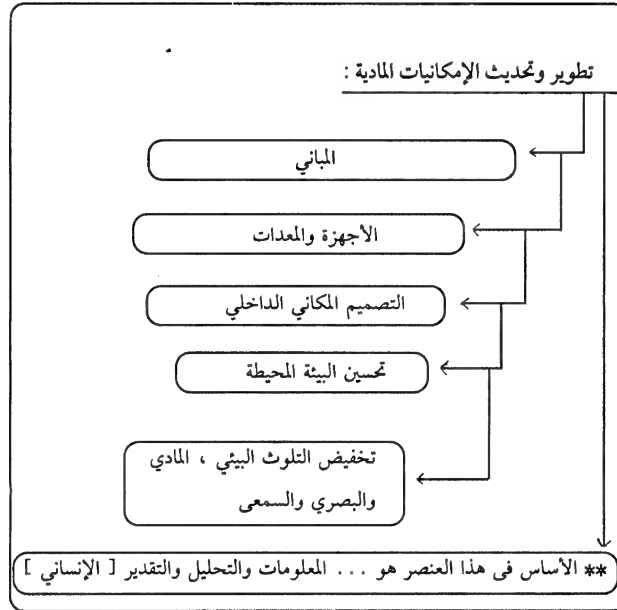 تطوير وتحديث الإمكانيات المادية :
المباني
الأجهزة والمعدات
التصميم المكاني الداخلي
تحسين البيئة المحيطة
تخفيض التلوث البيئي ، المادي
والبصري والسمعى
** الأساس فى هذا العنصر هو ... المعلومات والتحليل والتقدير [ الإنساني ]